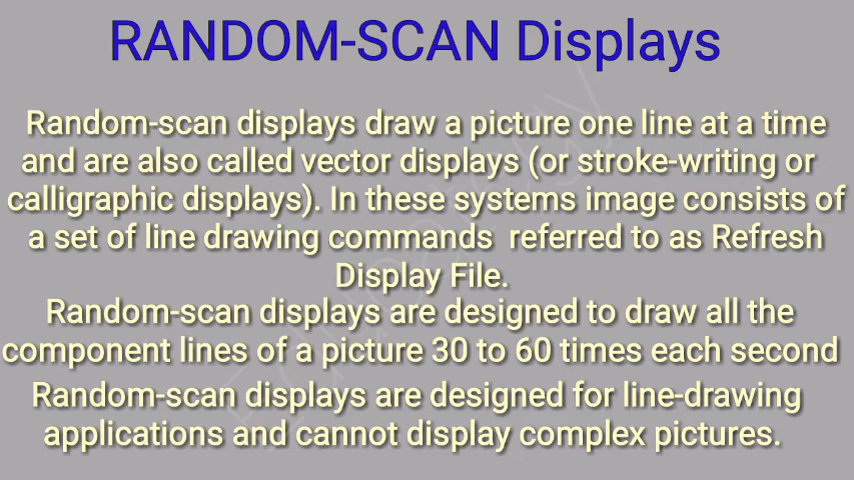 RANDOM-SCAN Displays
Random-scan displays draw a picture one line at a time
and are also called vector displays (or stroke-writing or
calligraphic displays). In these systems image consists of
a set of line drawing commands referred to as Refresh
Display File.
Random-scan displays are designed to draw all the
component lines of a picture 30 to 60 times each second
Random-scan displays are designed for line-drawing
applications and cannot display complex pictures.